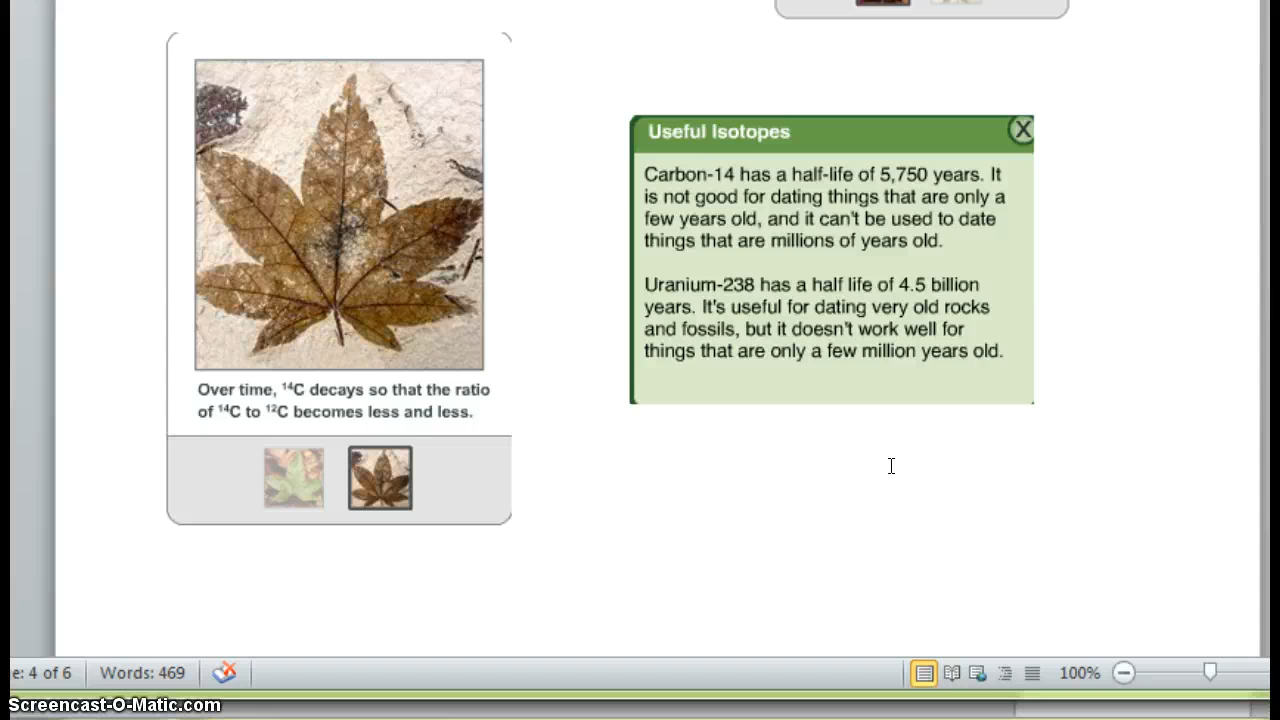 Useful Isotopes
X
Carbon-14 has a half-life of 5,750 years. It
is not good for dating things that are only a
few years old, and it can't be used to date
things that are millions of years old.
Uranium-238 has a half life of 4.5 billion
years. It's useful for dating very old rocks
and fossils, but it doesn't work well for
things that are only a few million years old.
Over time, ¹⁴C decays so that the ratio
of ¹⁴C to ¹²C becomes less and less.
e: 4 of 6 Words: 469 100%
Screencast-O-Matic.com